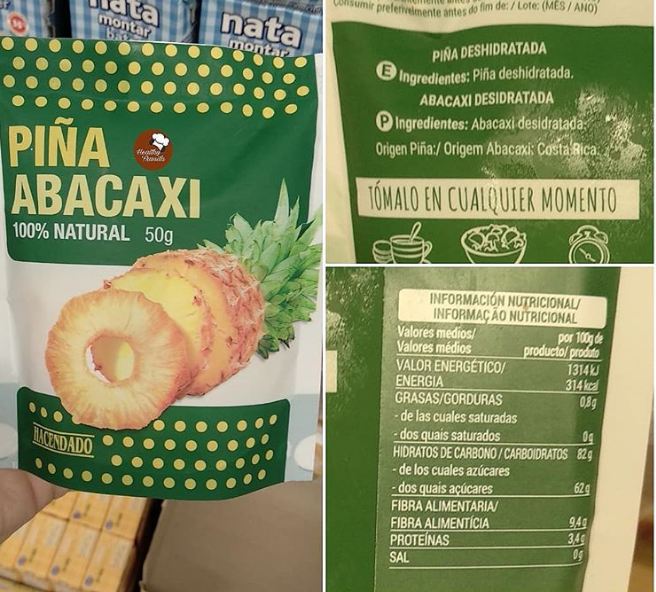 nata
montar
nata
montar
PIÑA
ABACAXI
100% NATURAL 50g
HACENDADO
Consumir preferivelmente antes do fim de: / Lote: (MÊS / ANO)
PIÑA DESHIDRATADA
E Ingredientes: Piña deshidratada.
ABACAXI DESIDRATADA
P Ingredientes: Abacaxi desidratada.
Origen Piña:/ Origem Abacaxi: Costa Rica.
TÓMALO EN CUALQUIER MOMENTO
INFORMACIÓN NUTRICIONAL/
INFORMAÇÃO NUTRICIONAL
Valores medios/ por 100g de
Valores médios producto/ produto
VALOR ENERGÉTICO/ 1314 kJ
ENERGIA 314 kcal
GRASAS/GORDURAS 0,8g
- de las cuales saturadas
- dos quais saturados 0g
HIDRATOS DE CARBONO / CARBOIDRATOS 82g
- de los cuales azúcares
- dos quais açúcares 62g
FIBRA ALIMENTARIA/
FIBRA ALIMENTÍCIA 9,4g
PROTEÍNAS 3,4g
SAL 0g